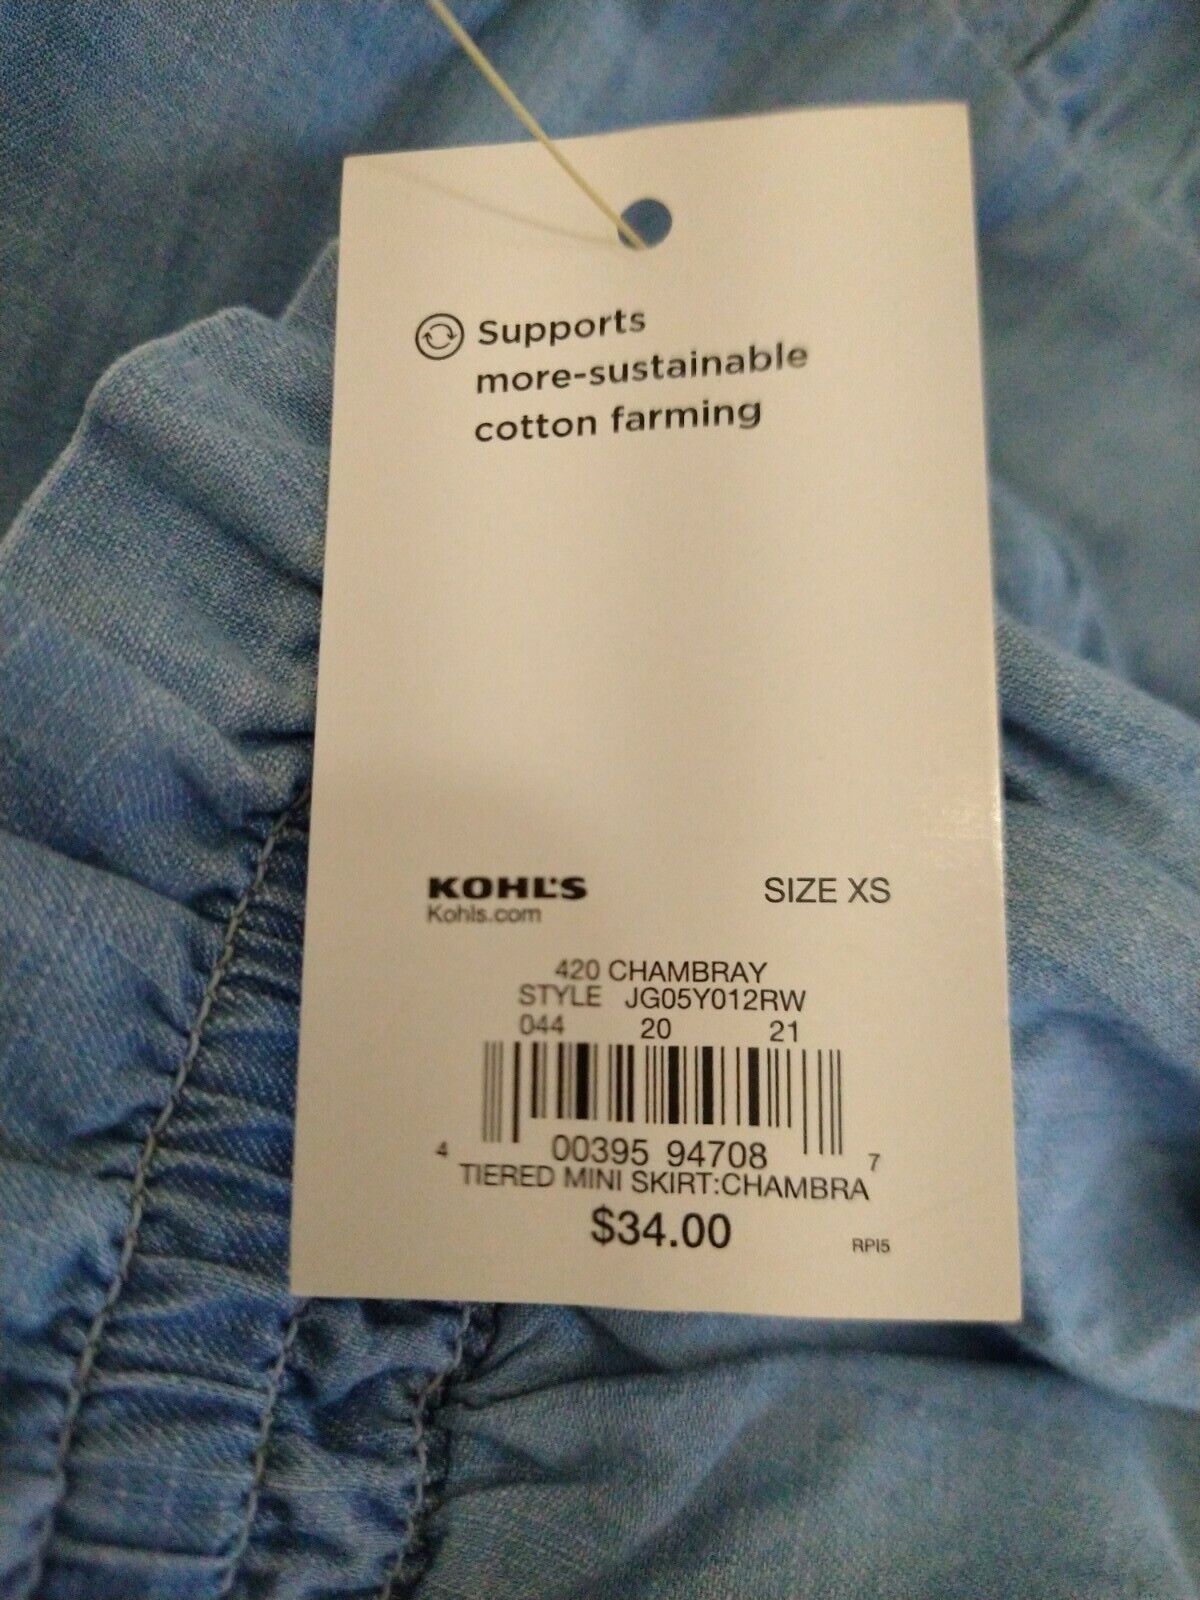 Supports
more-sustainable
cotton farming
KOHL'S
Kohls.com
SIZE XS
420 CHAMBRAY
STYLE JG05Y012RW
044 20 21
4 00395 94708 7
TIERED MINI SKIRT:CHAMBRA
$34.00
RPI5